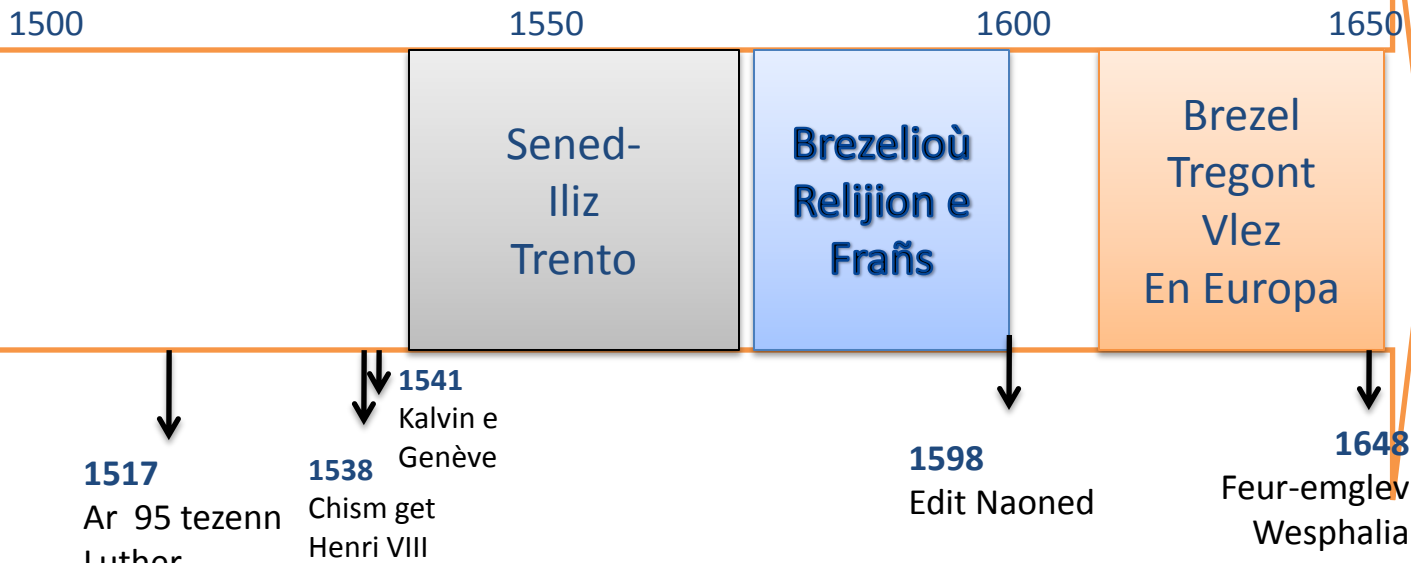 1500 1550 1600 1650
Sened-
Iliz
Trento
Brezelioù
Relijion e
Frañs
Brezel
Tregont
Vlez
En Europa
1517
Ar 95 tezenn
Luther
1538
Chism get
Henri VIII
1541
Kalvin e
Genève
1598
Edit Naoned
1648
Feur-emglev
Wesphalia